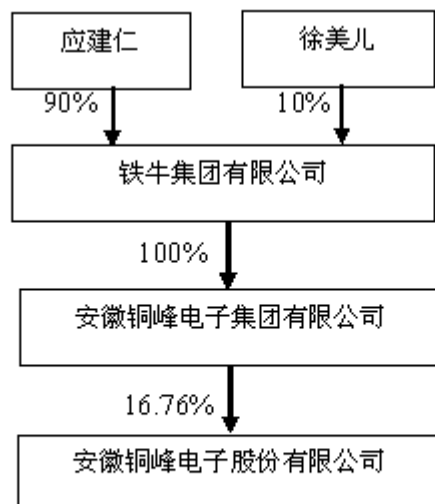 应建仁
徐美儿
90%
10%
铁牛集团有限公司
100%
安徽铜峰电子集团有限公司
16.76%
安徽铜峰电子股份有限公司